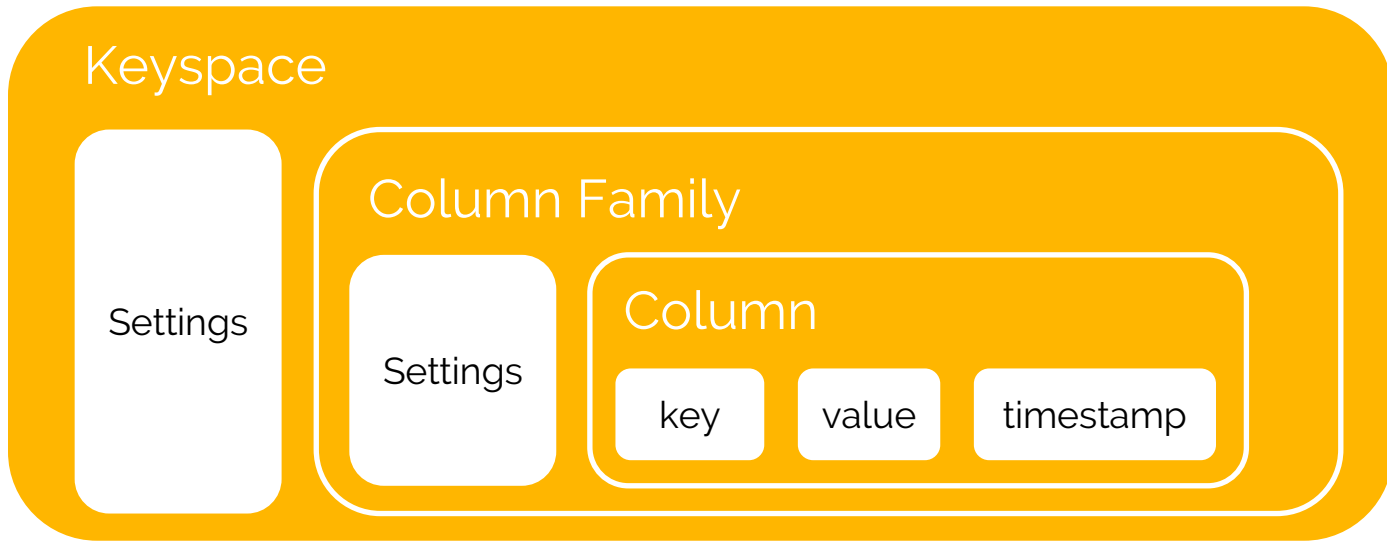 Keyspace
Settings
Column Family
Settings
Column
key
value
timestamp